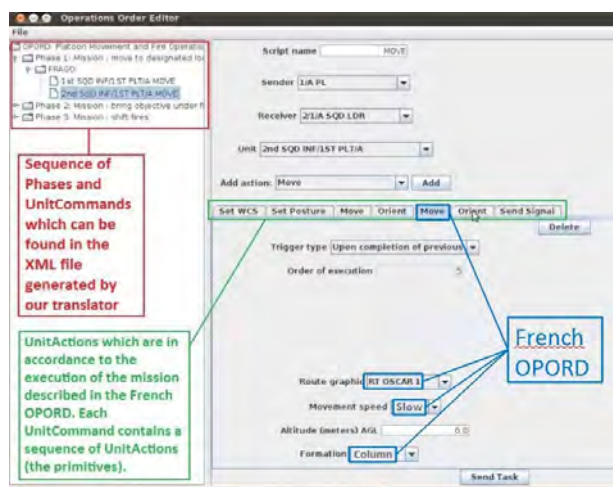 Operations Order Editor
File
OPORD: Platoon Movement and Fire Operatio
Phase 1: Mission : move to designated loc
FRAGO
1st SQD INF/1ST PLT/A MOVE
2nd SQD INF/1ST PLT/A MOVE
Phase 2: Mission : bring objective under f
Phase 3: Mission : shift fires
Script name MOVE
Sender 1/A PL
Receiver 2/1/A SQD LDR
Unit 2nd SQD INF/1ST PLT/A
Add action: Move Add
Set WCS Set Posture Move Orient Move Orient Send Signal
Delete
Trigger type Upon completion of previous
Order of execution 5
Route graphic RT OSCAR 1
Movement speed Slow
Altitude (meters) AGL 0.0
Formation Column
Send Task
Sequence of
Phases and
UnitCommands
which can be
found in the
XML file
generated by
our translator
UnitActions which are in
accordance to the
execution of the mission
described in the French
OPORD. Each
UnitCommand contains a
sequence of UnitActions
(the primitives).
French
OPORD